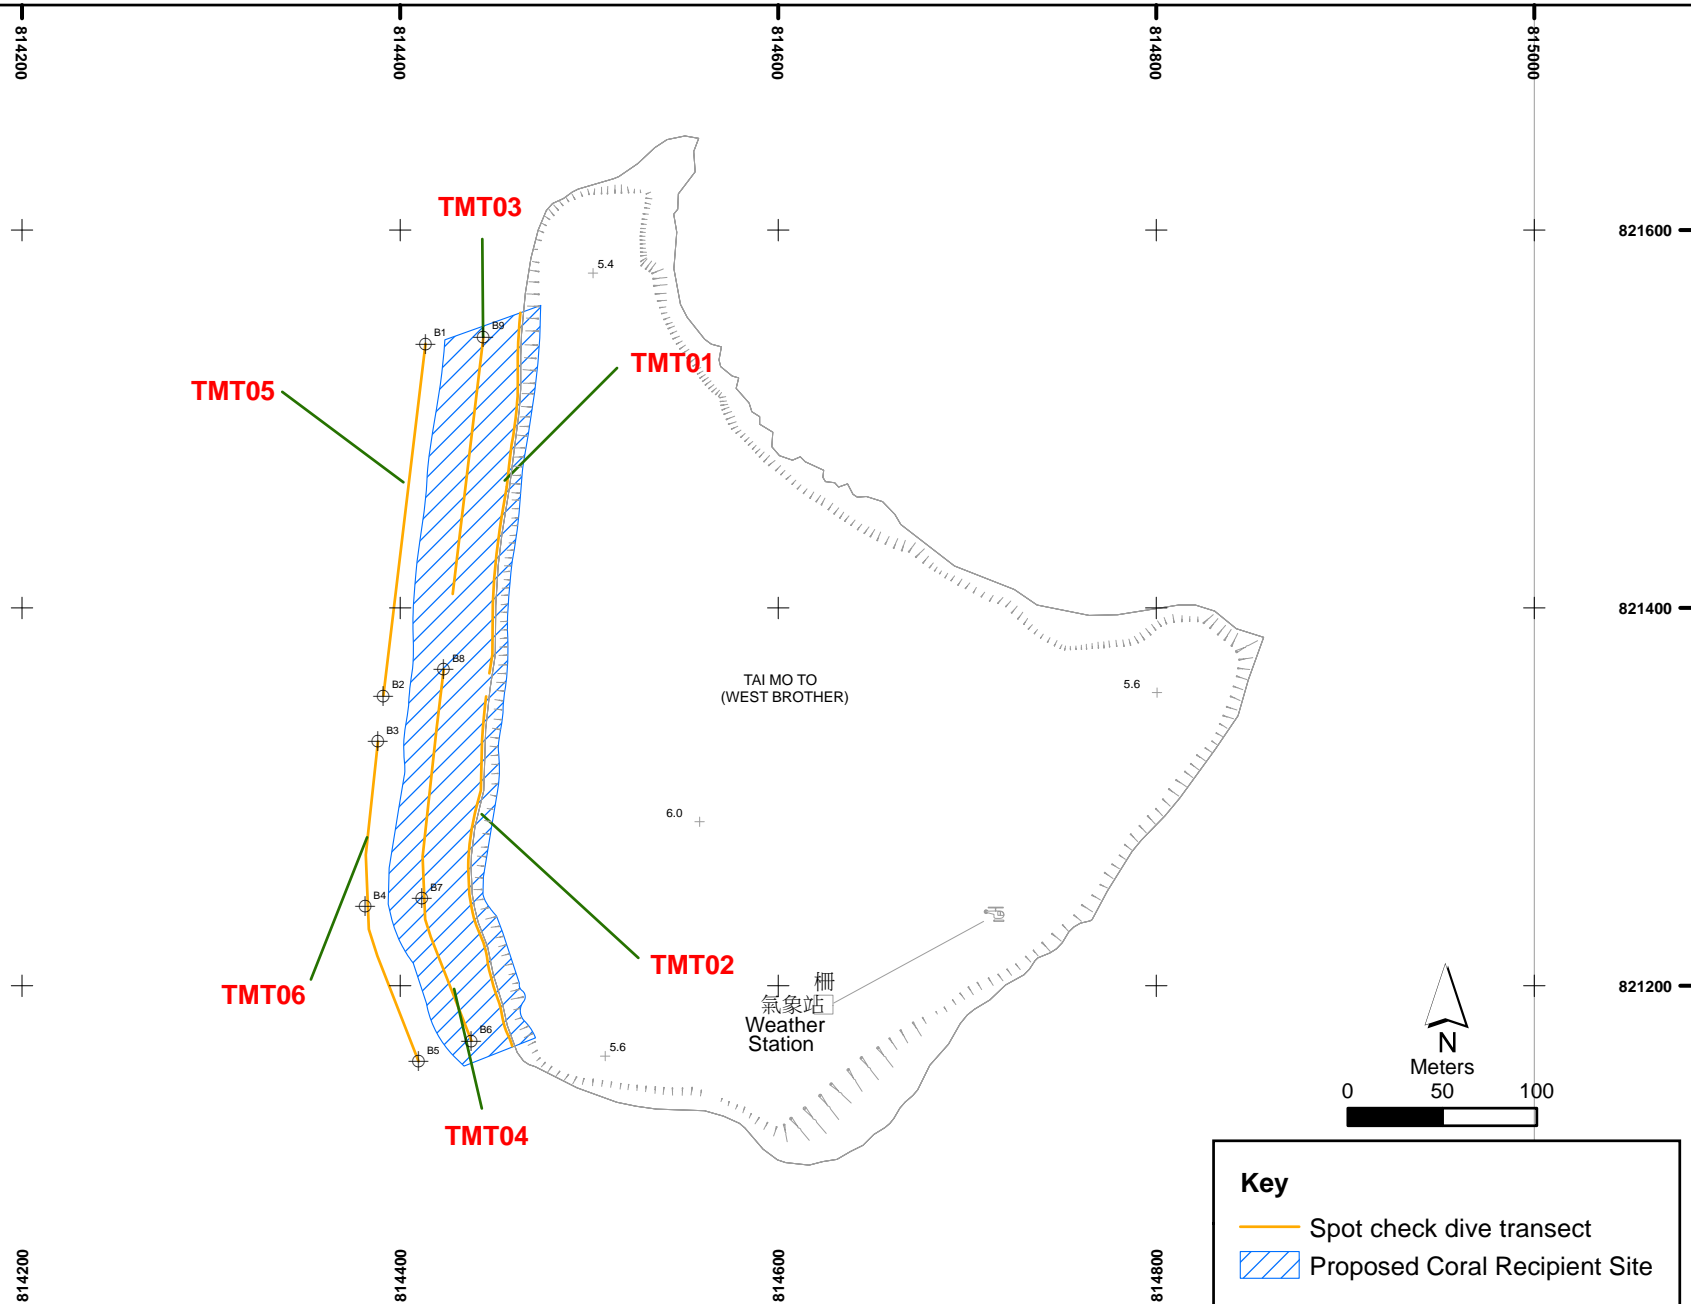 814200
814400
814600
814800
815000
TMT03
821600
5.4
B1
B9
TMT01
TMT05
821400
B8
TAI MO TO
(WEST BROTHER)
5.6
B2
B3
6.0
B7
B4
TMT02
柵
821200
TMT06
氣象站
Weather
Station
B6
5.6
B5
N
Meters
0 50 100
TMT04
Key
Spot check dive transect
Proposed Coral Recipient Site
814200
814400
814600
814800